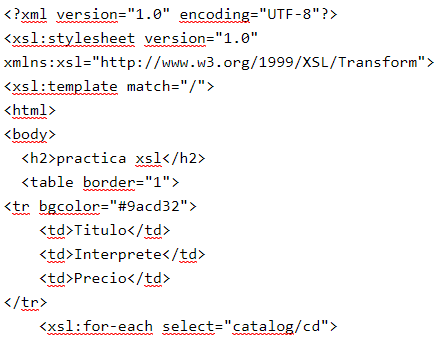 <?xml version="1.0" encoding="UTF-8"?>
<xsl:stylesheet version="1.0"
xmlns:xsl="http://www.w3.org/1999/XSL/Transform">
<xsl:template match="/">
<html>
<body>
<h2>practica xsl</h2>
<table border="1">
<tr bgcolor="#9acd32">
<td>Titulo</td>
<td>Interprete</td>
<td>Precio</td>
</tr>
<xsl:for-each select="catalog/cd">